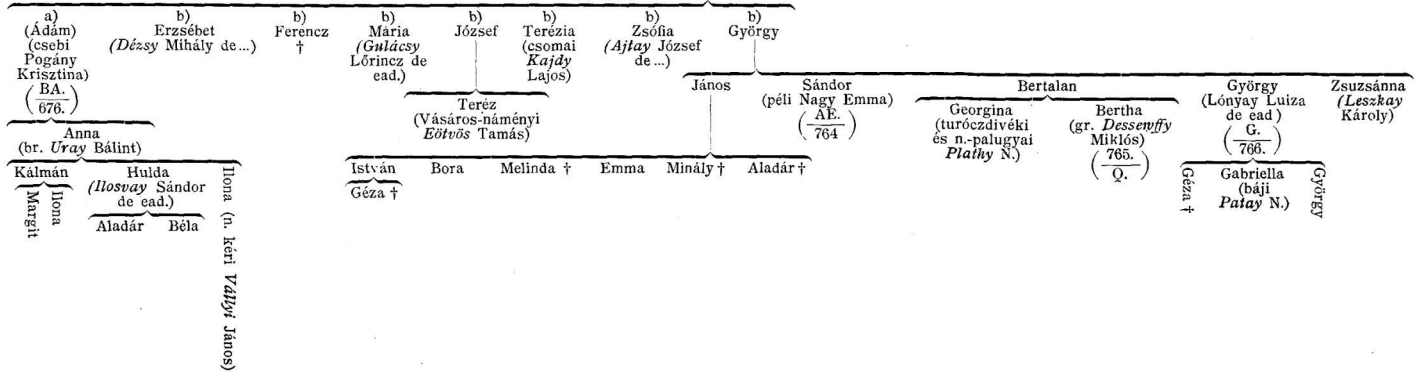 a)
(Ádám)
(csebi
Pogány
Krisztina)
(BA.
676.)
b)
Erzsébet
(Dézsy Mihály de...)
b)
Ferencz
†
b)
Mária
(Gulácsy
Lőrincz de
ead.)
b)
József
b)
Terézia
(csomai
Kajdy
Lajos)
b)
Zsófia
(Ajtay József
de...)
b)
György
Anna
(br. Uray Bálint)
Kálmán
Margit
Ilona
Hulda
(Ilosvay Sándor
de ead.)
Aladár Béla
Ilona (n. kéri Vállyi János)
Teréz
(Vásáros-náményi
Eötvös Tamás)
János
Sándor
(péli Nagy Emma)
(AE.
764)
Bertalan
György
(Lónyay Luiza
de ead)
(G.
766.)
Zsuzsánna
(Leszkay
Károly)
István Bora Melinda † Emma Minály † Aladár †
Géza †
Georgina
(turóczdivéki
és n.-palugyai
Plathy N.)
Bertha
(gr. Dessewffy
Miklós)
(765.
Q.)
Géza †
Gabriella
(báji
Patay N.)
György